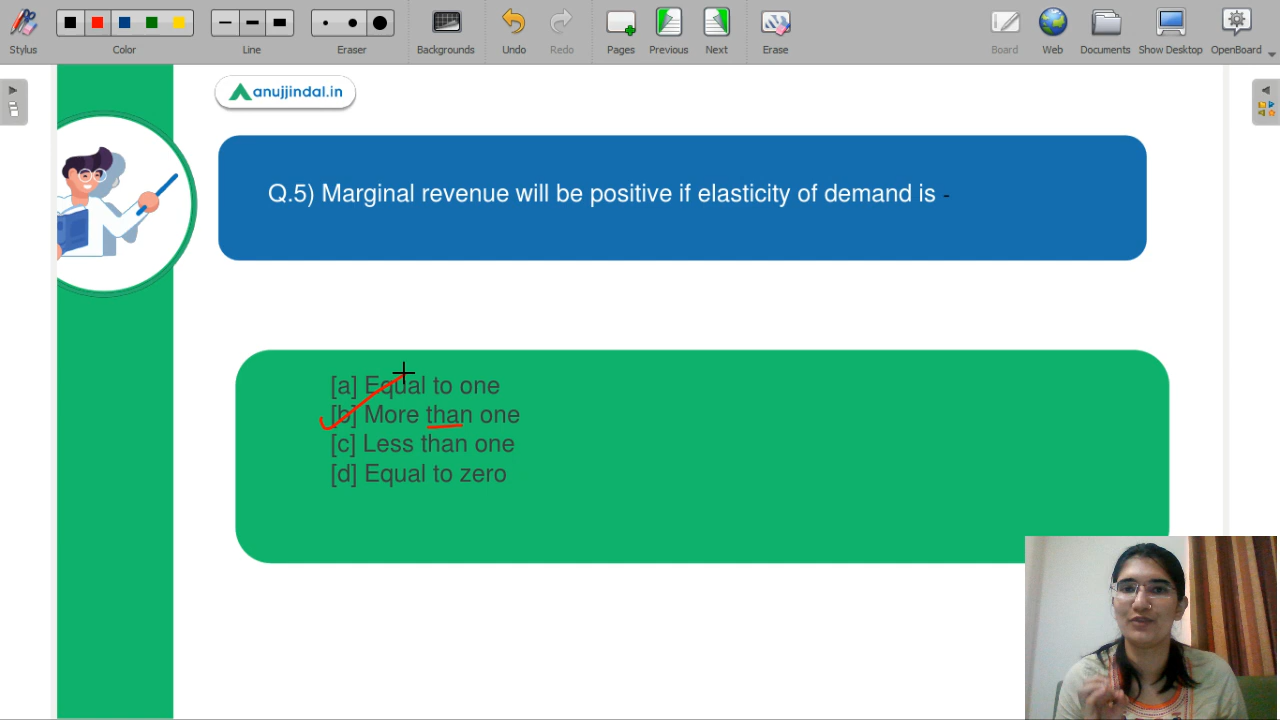 Stylus
Color
Line
Eraser
Backgrounds
Undo
Redo
Pages
Previous
Next
Erase
Board
Web
Documents
Show Desktop
OpenBoard
anujjindal.in
Q.5) Marginal revenue will be positive if elasticity of demand is -
[a] Equal to one
[b] More than one
[c] Less than one
[d] Equal to zero